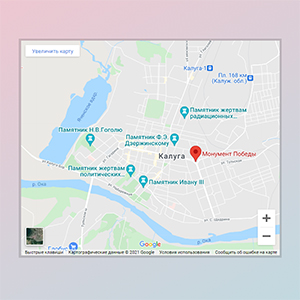 Увеличить карту
Калуга-1
Пл. 168 км
(Калуж. обл.)
Памятник жертвам
радиационных...
Памятник Н.В.Гоголю
Памятник Ф.Э.
Дзержинскому
Калуга
Монумент Победы
Памятник жертвам
политических...
Памятник Ивану III
р. Ока
р. Ока
Google
Быстрые клавиши
Картографические данные © 2021 Google
Условия использования
Сообщить об ошибке на карте